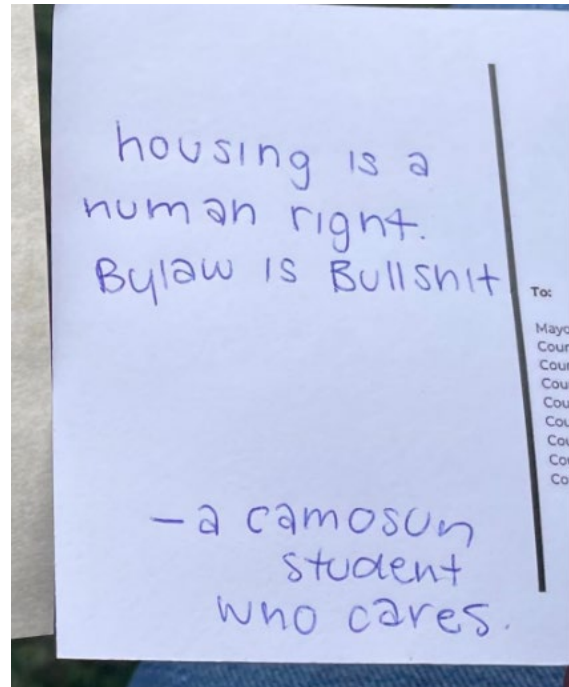 housing is a
human right.
Bylaw is Bullshit
- a camosun
student
who cares.
To: